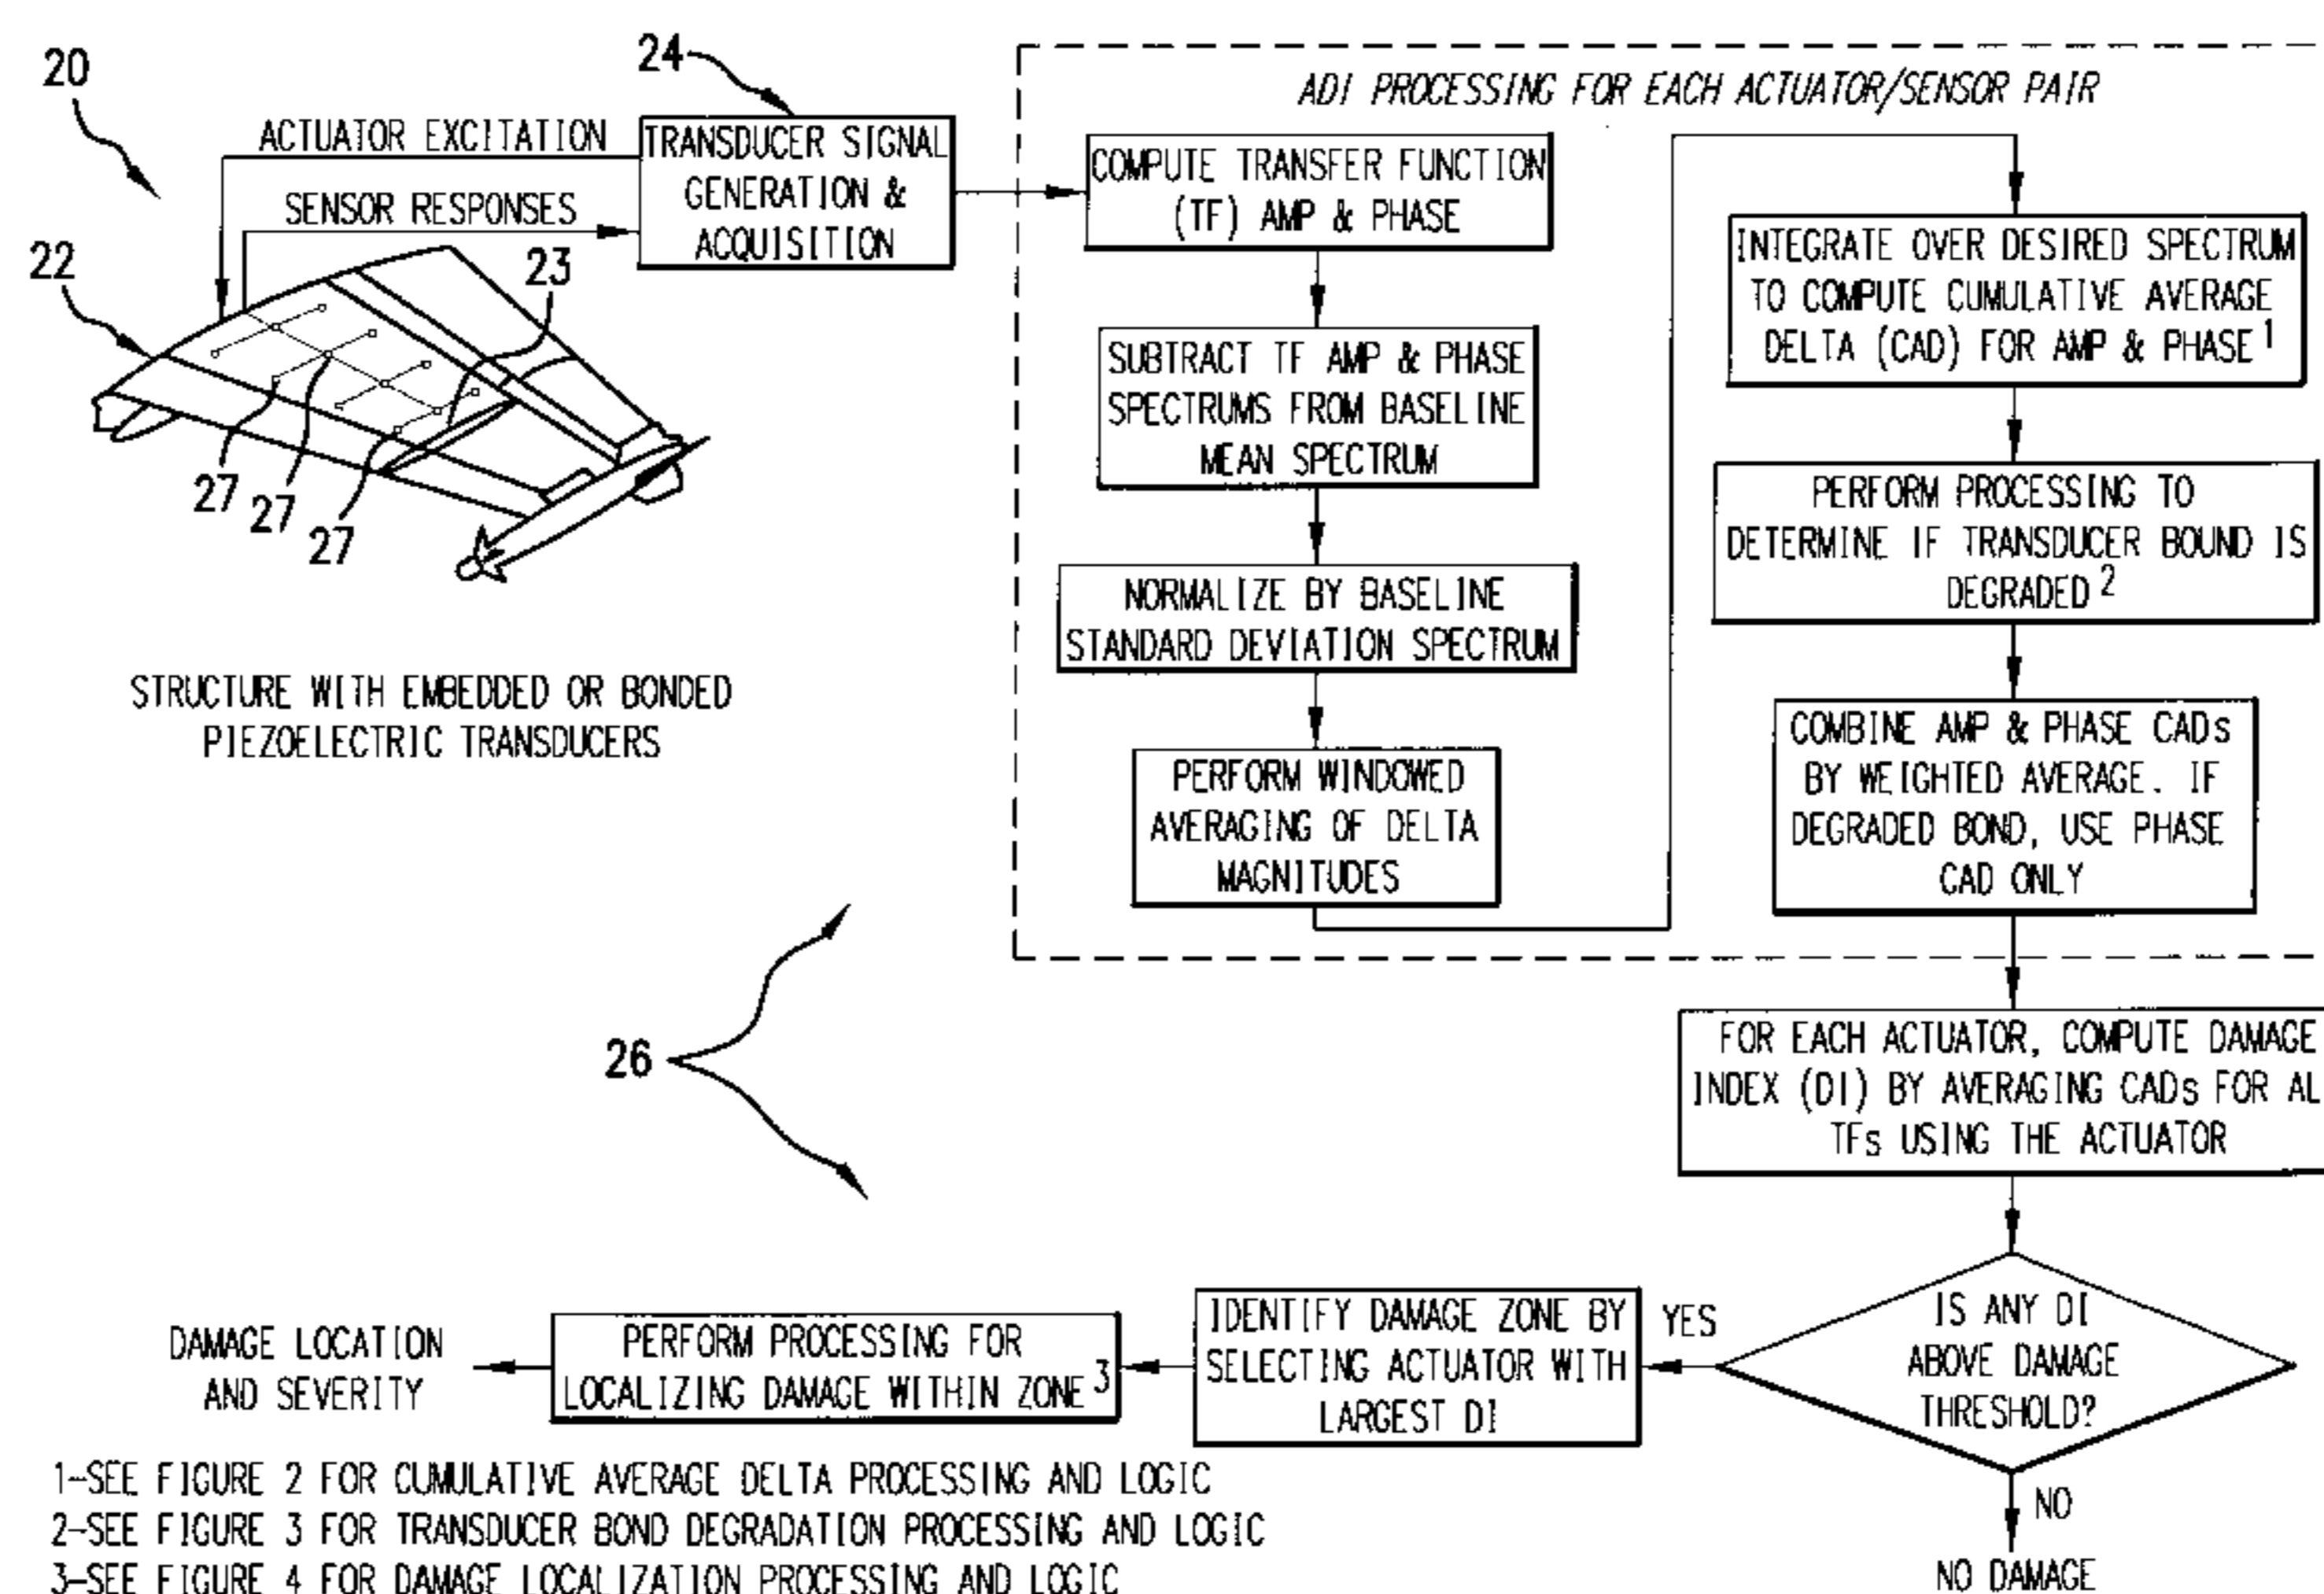 20
24
ACTUATOR EXCITATION
SENSOR RESPONSES
TRANSDUCER SIGNAL
GENERATION &
ACQUISITION
22
23
27
27
27
STRUCTURE WITH EMBEDDED OR BONDED
PIEZOELECTRIC TRANSDUCERS
ADI PROCESSING FOR EACH ACTUATOR/SENSOR PAIR
COMPUTE TRANSFER FUNCTION
(TF) AMP & PHASE
SUBTRACT TF AMP & PHASE
SPECTRUMS FROM BASELINE
MEAN SPECTRUM
NORMALIZE BY BASELINE
STANDARD DEVIATION SPECTRUM
PERFORM WINDOWED
AVERAGING OF DELTA
MAGNITUDES
INTEGRATE OVER DESIRED SPECTRUM
TO COMPUTE CUMULATIVE AVERAGE
DELTA (CAD) FOR AMP & PHASE 1
PERFORM PROCESSING TO
DETERMINE IF TRANSDUCER BOUND IS
DEGRADED 2
COMBINE AMP & PHASE CADs
BY WEIGHTED AVERAGE. IF
DEGRADED BOND, USE PHASE
CAD ONLY
26
FOR EACH ACTUATOR, COMPUTE DAMAGE
INDEX (DI) BY AVERAGING CADs FOR AL
TFs USING THE ACTUATOR
IS ANY DI
ABOVE DAMAGE
THRESHOLD?
YES
IDENTIFY DAMAGE ZONE BY
SELECTING ACTUATOR WITH
LARGEST DI
PERFORM PROCESSING FOR
LOCALIZING DAMAGE WITHIN ZONE 3
DAMAGE LOCATION
AND SEVERITY
NO
NO DAMAGE
1-SEE FIGURE 2 FOR CUMULATIVE AVERAGE DELTA PROCESSING AND LOGIC
2-SEE FIGURE 3 FOR TRANSDUCER BOND DEGRADATION PROCESSING AND LOGIC
3-SEE FIGURE 4 FOR DAMAGE LOCALIZATION PROCESSING AND LOGIC